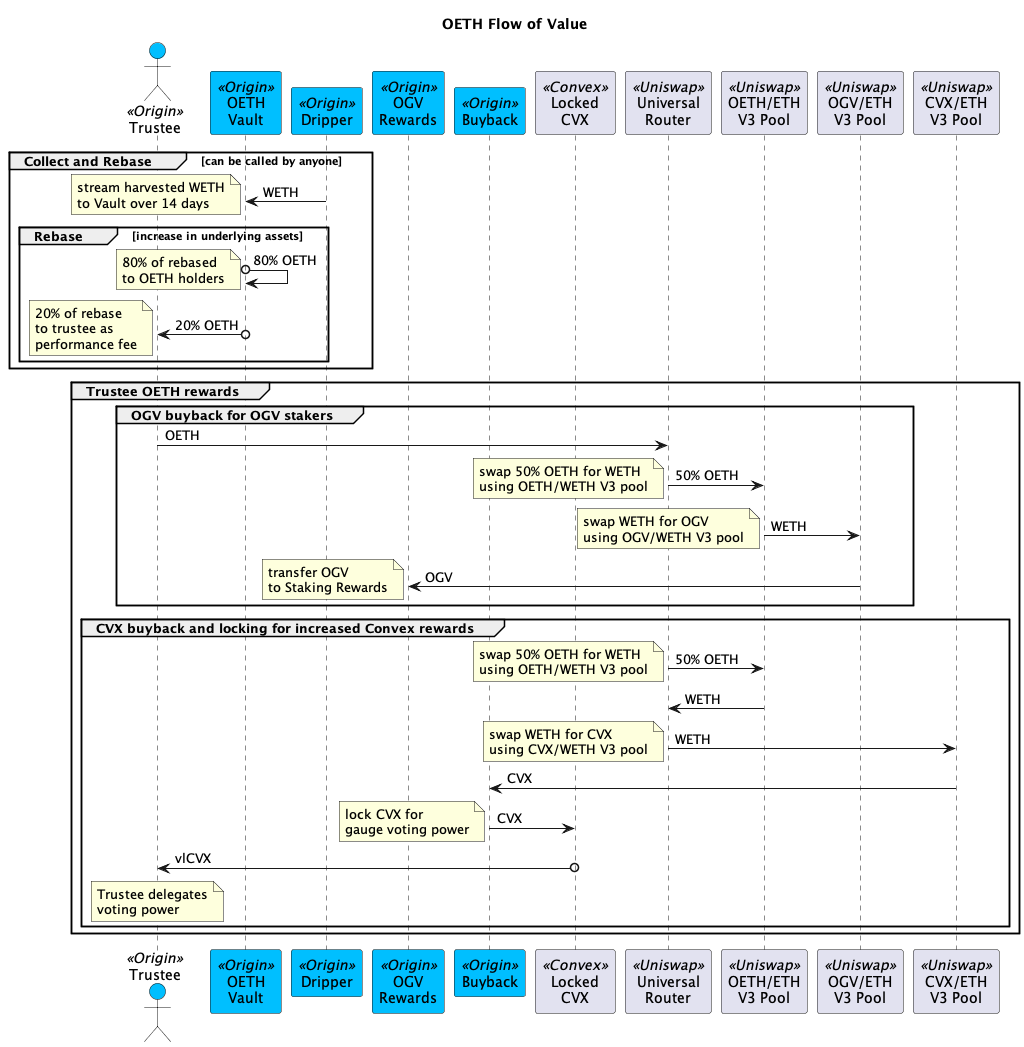 OETH Flow of Value
«Origin»
Trustee
«Origin»
OETH
Vault
«Origin»
Dripper
«Origin»
OGV
Rewards
«Origin»
Buyback
«Convex»
Locked
CVX
«Uniswap»
Universal
Router
«Uniswap»
OETH/ETH
V3 Pool
«Uniswap»
OGV/ETH
V3 Pool
«Uniswap»
CVX/ETH
V3 Pool
Collect and Rebase [can be called by anyone]
stream harvested WETH
to Vault over 14 days
WETH
Rebase [increase in underlying assets]
80% of rebased
to OETH holders
80% OETH
20% of rebase
to trustee as
performance fee
20% OETH
Trustee OETH rewards
OGV buyback for OGV stakers
OETH
swap 50% OETH for WETH
using OETH/WETH V3 pool
50% OETH
swap WETH for OGV
using OGV/WETH V3 pool
WETH
transfer OGV
to Staking Rewards
OGV
CVX buyback and locking for increased Convex rewards
swap 50% OETH for WETH
using OETH/WETH V3 pool
50% OETH
WETH
swap WETH for CVX
using CVX/WETH V3 pool
WETH
CVX
lock CVX for
gauge voting power
CVX
vlCVX
Trustee delegates
voting power
«Origin»
Trustee
«Origin»
OETH
Vault
«Origin»
Dripper
«Origin»
OGV
Rewards
«Origin»
Buyback
«Convex»
Locked
CVX
«Uniswap»
Universal
Router
«Uniswap»
OETH/ETH
V3 Pool
«Uniswap»
OGV/ETH
V3 Pool
«Uniswap»
CVX/ETH
V3 Pool